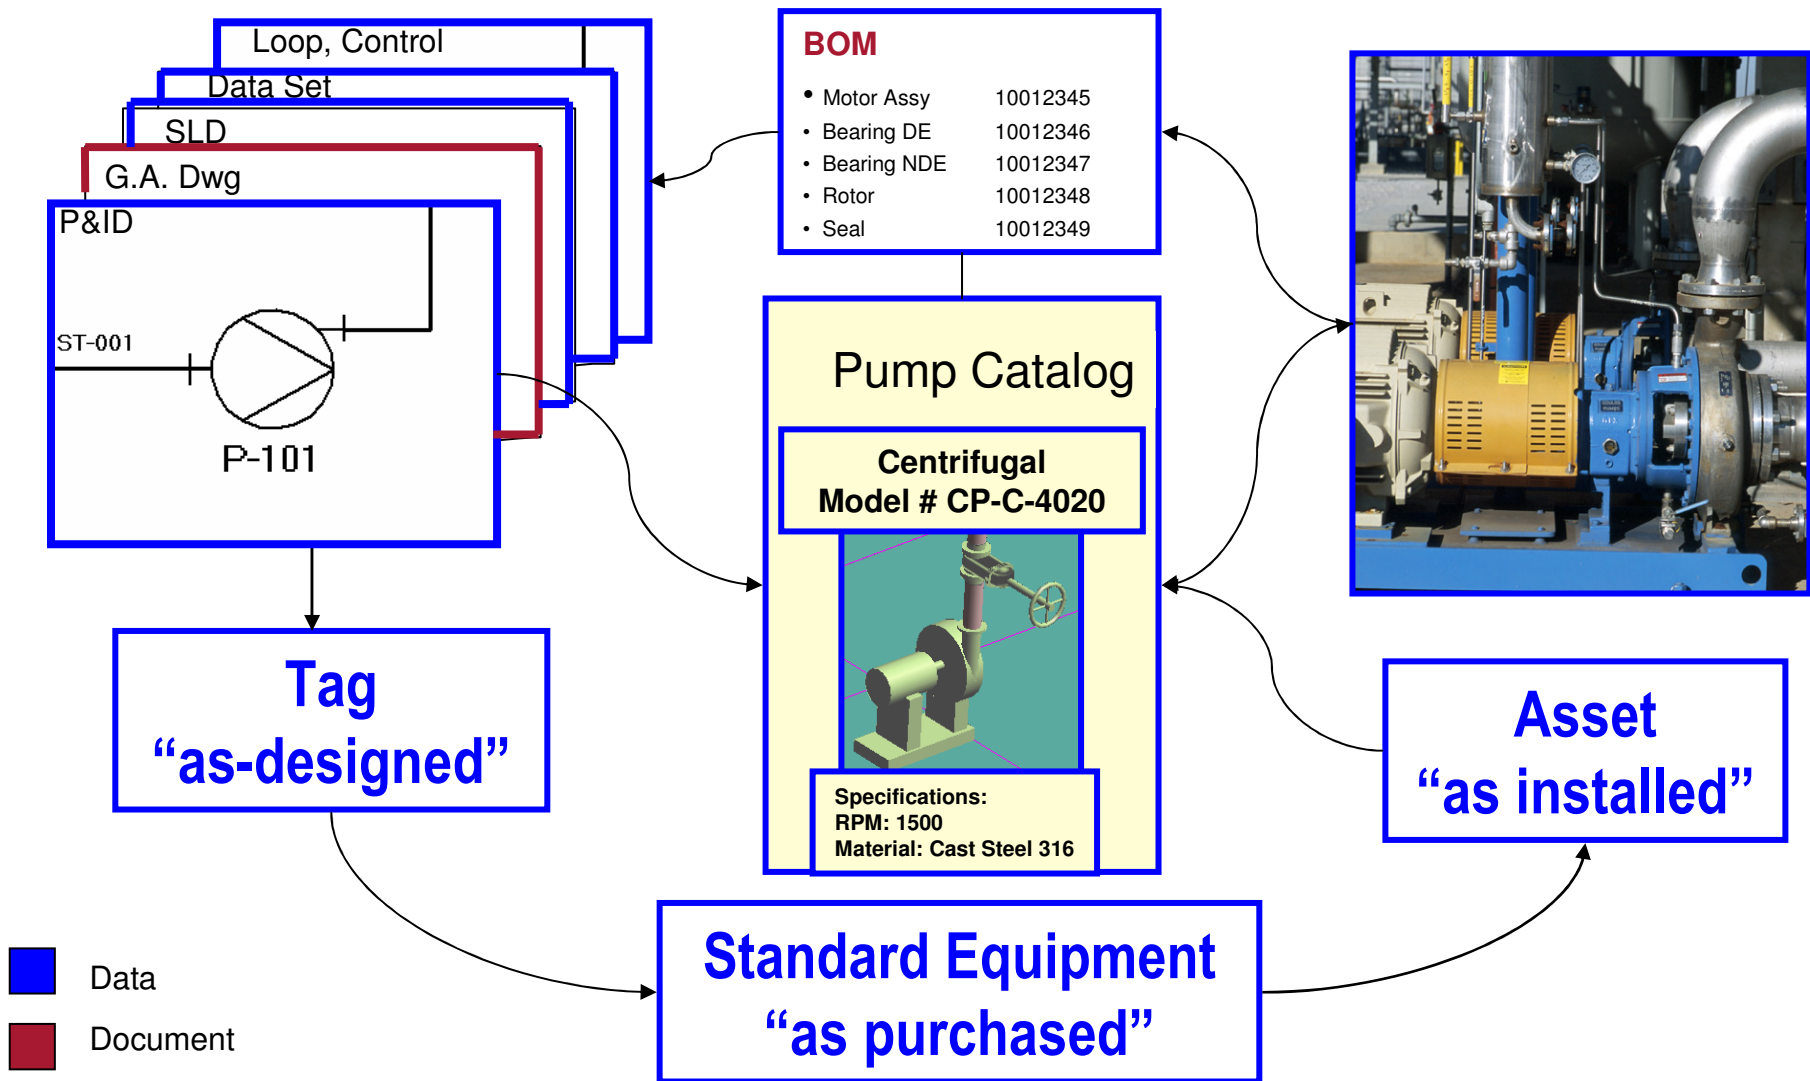 Loop, Control
Data Set
SLD
G.A. Dwg
P&ID
ST-001
P-101
BOM
• Motor Assy 10012345
• Bearing DE 10012346
• Bearing NDE 10012347
• Rotor 10012348
• Seal 10012349
Pump Catalog
Centrifugal
Model # CP-C-4020
Specifications:
RPM: 1500
Material: Cast Steel 316
Tag
“as-designed”
Asset
“as installed”
Standard Equipment
“as purchased”
Data
Document